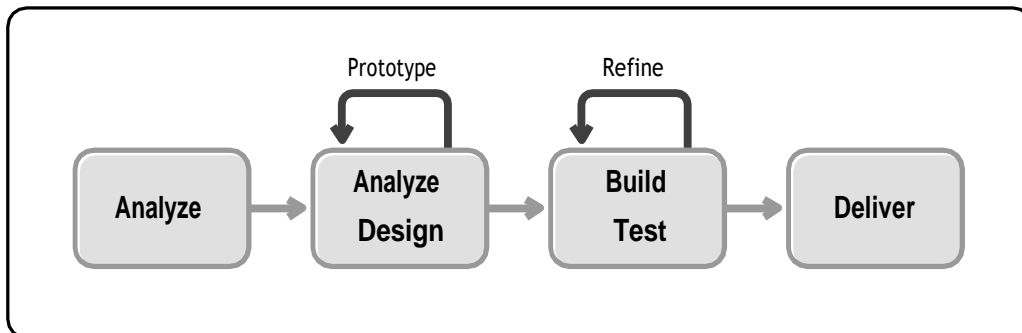 Prototype
Refine
Analyze
Analyze
Design
Build
Test
Deliver